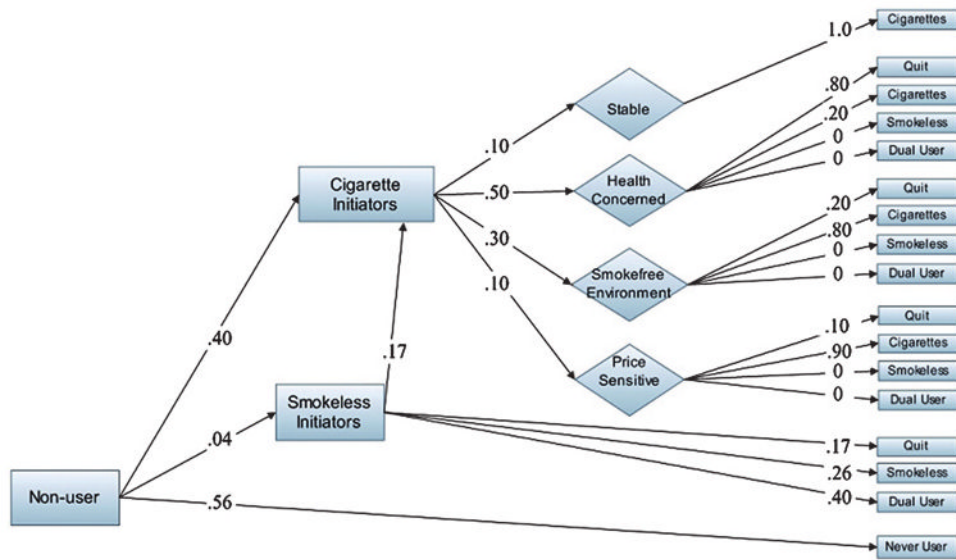 Cigarettes
1.0
Quit
.80
Cigarettes
.20
Stable
Smokeless
0
Dual User
0
.10
Cigarette
Initiators
Health
Concerned
.50
Quit
.20
Cigarettes
.80
.30
Smokeless
0
Smokefree
Environment
Dual User
0
.10
Quit
.10
.40
Cigarettes
.90
.17
Price
Sensitive
Smokeless
0
Dual User
0
Smokeless
Initiators
.04
Quit
.17
Smokeless
.26
Non-user
.56
Dual User
.40
Never User